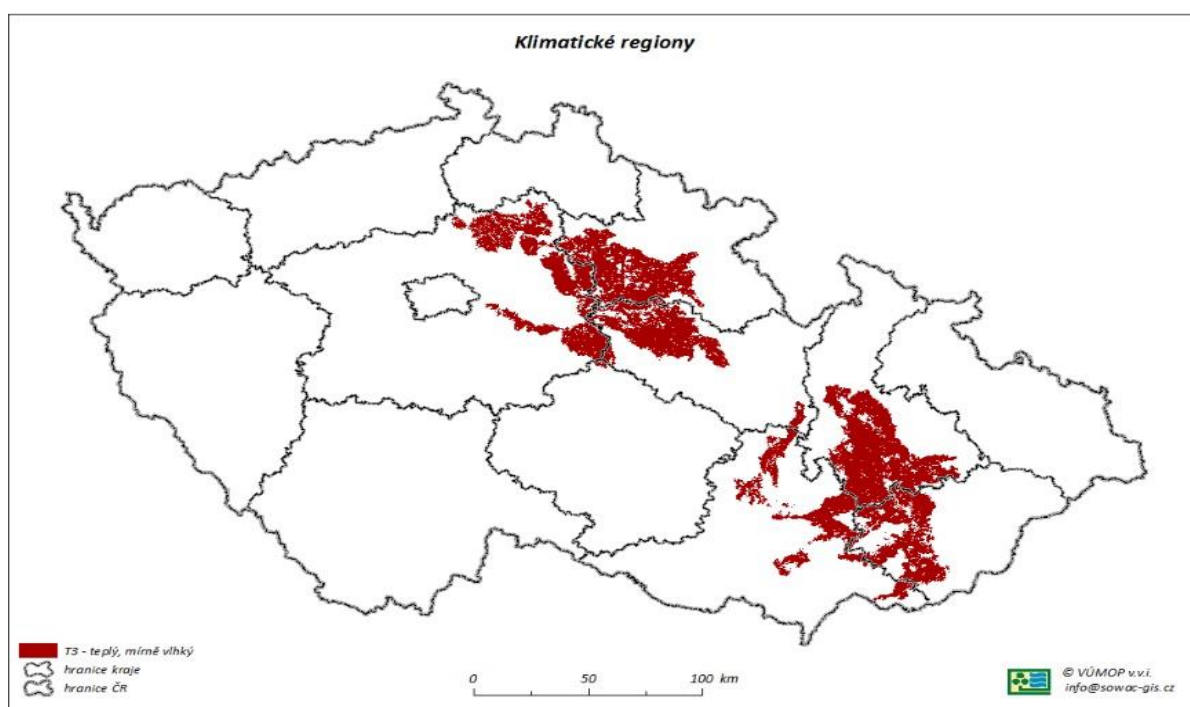 Klimatické regiony
T3 - teplý, mírně vlhký
hranice kraje
hranice ČR
0 50 100 km
© VÚMOP v.v.i.
info@sowac-gis.cz